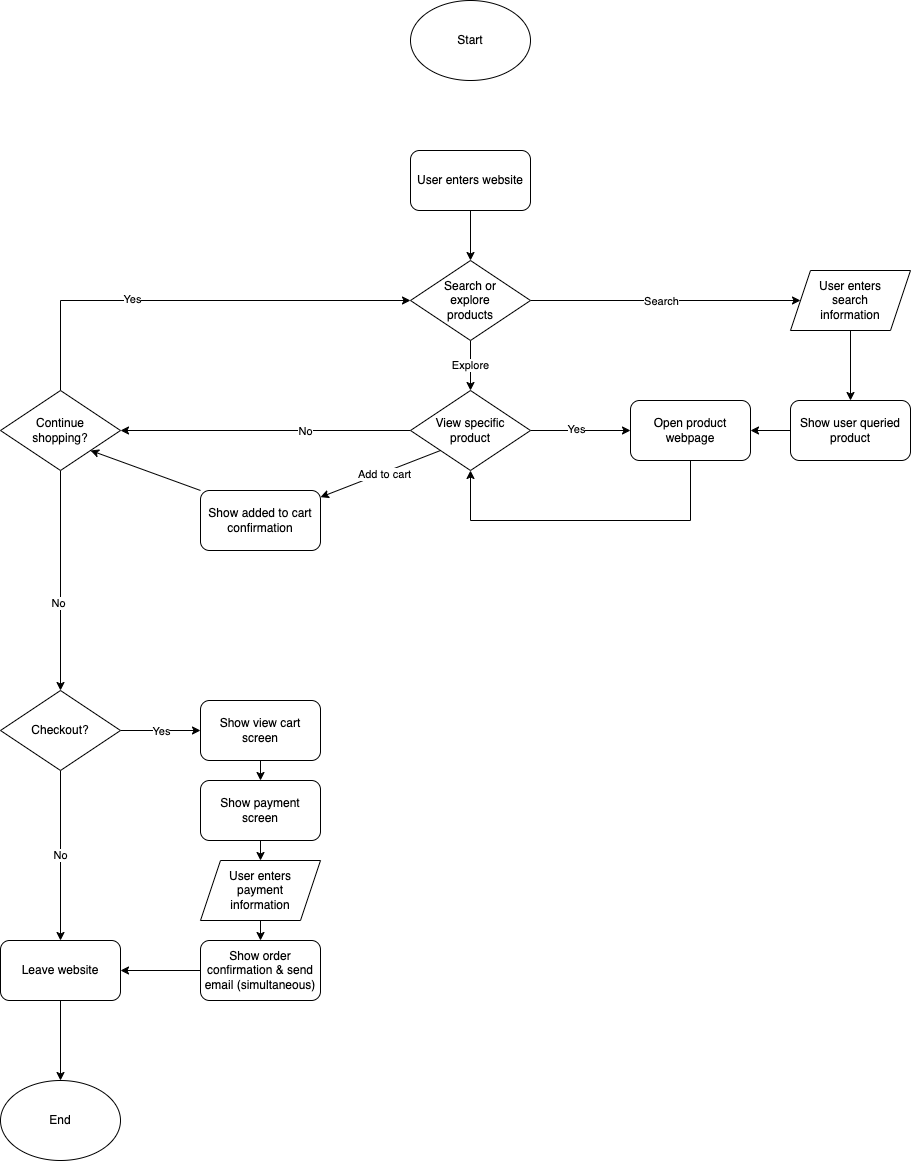 Start
User enters website
Search or
explore
products
Yes
Search
User enters
search
information
Explore
Continue
shopping?
No
View specific
product
Yes
Open product
webpage
Show user queried
product
Add to cart
Show added to cart
confirmation
No
Checkout?
Yes
Show view cart
screen
Show payment
screen
No
User enters
payment
information
Leave website
Show order
confirmation & send
email (simultaneous)
End